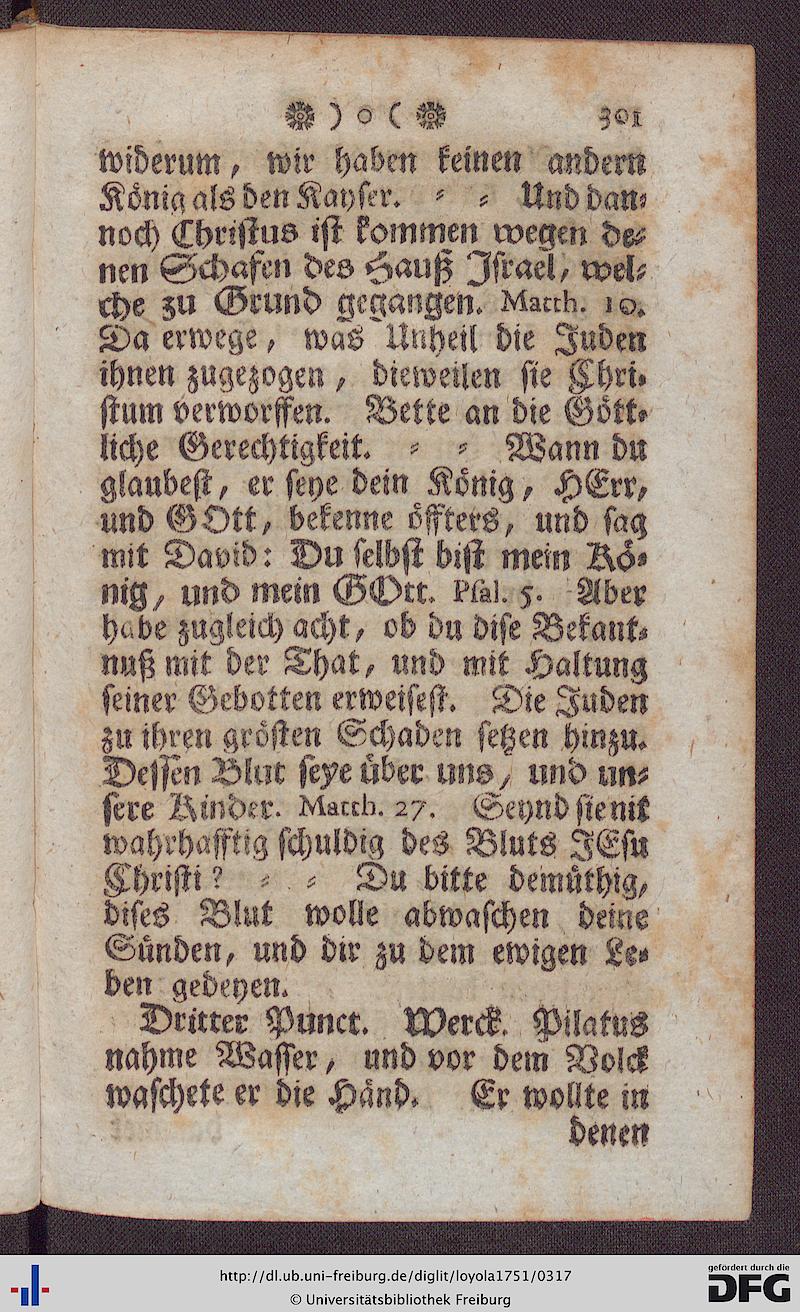 ) o ( 301
widerum, wir haben keinen andern
König als den Kayser. - - Und dan-
noch Christus ist kommen wegen de-
nen Schafen des Hauß Israel, wel-
che zu Grund gegangen. Matth. 10.
Da erwege, was Unheil die Juden
ihnen zugezogen, dieweilen sie Chri-
stum verworffen. Bette an die Gött-
liche Gerechtigkeit. - - Wann du
glaubest, er seye dein König, HErr,
und GOtt, bekenne öffters, und sag
mit David: Du selbst bist mein Kö-
nig, und mein GOtt. Psal. 5. Aber
habe zugleich acht, ob du dise Bekant-
nuß mit der That, und mit Haltung
seiner Gebotten erweisest. Die Juden
zu ihren grösten Schaden setzen hinzu.
Dessen Blut seye über uns, und un-
sere Kinder. Matth. 27. Seynd sie nit
wahrhafftig schuldig des Bluts JEsu
Christi? - - Du bitte demüthig,
dises Blut wolle abwaschen deine
Sünden, und dir zu dem ewigen Le-
ben gedeyen.
Dritter Punct. Werck. Pilatus
nahme Wasser, und vor dem Volck
waschete er die Händ. Er wollte in
denen
http://dl.ub.uni-freiburg.de/diglit/loyola1751/0317
© Universitätsbibliothek Freiburg
gefördert durch die
DFG